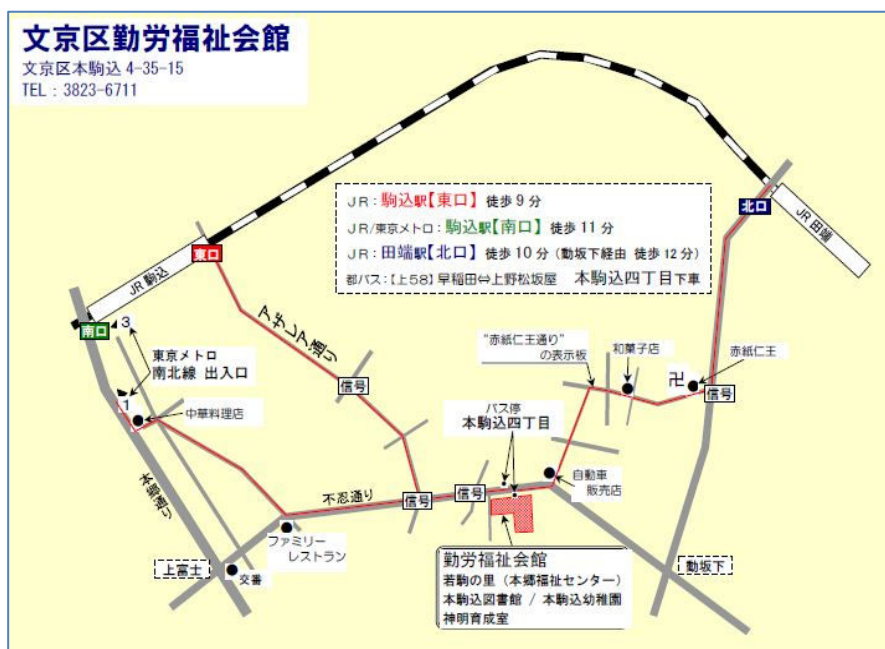 文京区勤労福祉会館
文京区本駒込 4-35-15
TEL : 3823-6711
JR：駒込駅【東口】 徒歩 9 分
JR/東京メトロ：駒込駅【南口】 徒歩 11 分
JR：田端駅【北口】 徒歩 10 分（動坂下経由 徒歩 12 分）
都バス：【上58】早稲田⇔上野松坂屋 本駒込四丁目下車
北口
JR 田端
東口
JR 駒込
南口
3
東京メトロ
南北線 出入口
1
中華料理店
アザレア通り
信号
"赤紙仁王通り"
の表示板
和菓子店
卍
赤紙仁王
信号
バス停
本駒込四丁目
自動車
販売店
本郷通り
不忍通り
信号
信号
ファミリー
レストラン
上富士
交番
動坂下
勤労福祉会館
若駒の里（本郷福祉センター）
本駒込図書館 / 本駒込幼稚園
神明育成室